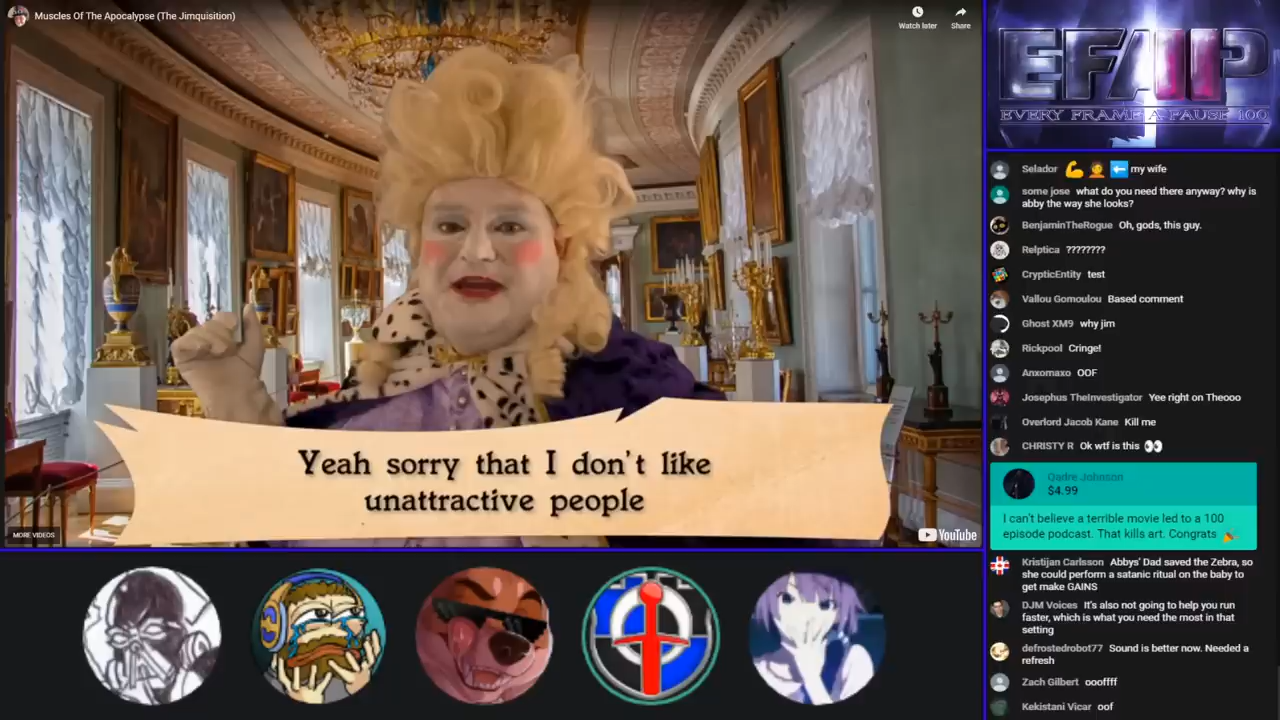 Muscles Of The Apocalypse (The Jimquisition)
Watch later
Share
Yeah sorry that I don't like
unattractive people
MORE VIDEOS
YouTube
EFAP
EVERY FRAME A PAUSE 100
Selador 💪 🤦 ⬅ my wife
some jose what do you need there anyway? why is
abby the way she looks?
BenjaminTheRogue Oh, gods, this guy.
Relptica ????????
CrypticEntity test
Vallou Gomoulou Based comment
Ghost XM9 why jim
Rickpool Cringe!
Anxomaxo OOF
Josephus TheInvestigator Yee right on Theooo
Overlord Jacob Kane Kill me
CHRISTY R Ok wtf is this 👀
Qadre Johnson
$4.99
I can't believe a terrible movie led to a 100
episode podcast. That kills art. Congrats 🎉
Kristijan Carlsson Abbys' Dad saved the Zebra, so
she could perform a satanic ritual on the baby to
get make GAINS
DJM Voices It's also not going to help you run
faster, which is what you need the most in that
setting
defrostedrobot77 Sound is better now. Needed a
refresh
Zach Gilbert oooffff
Kekistani Vicar oof